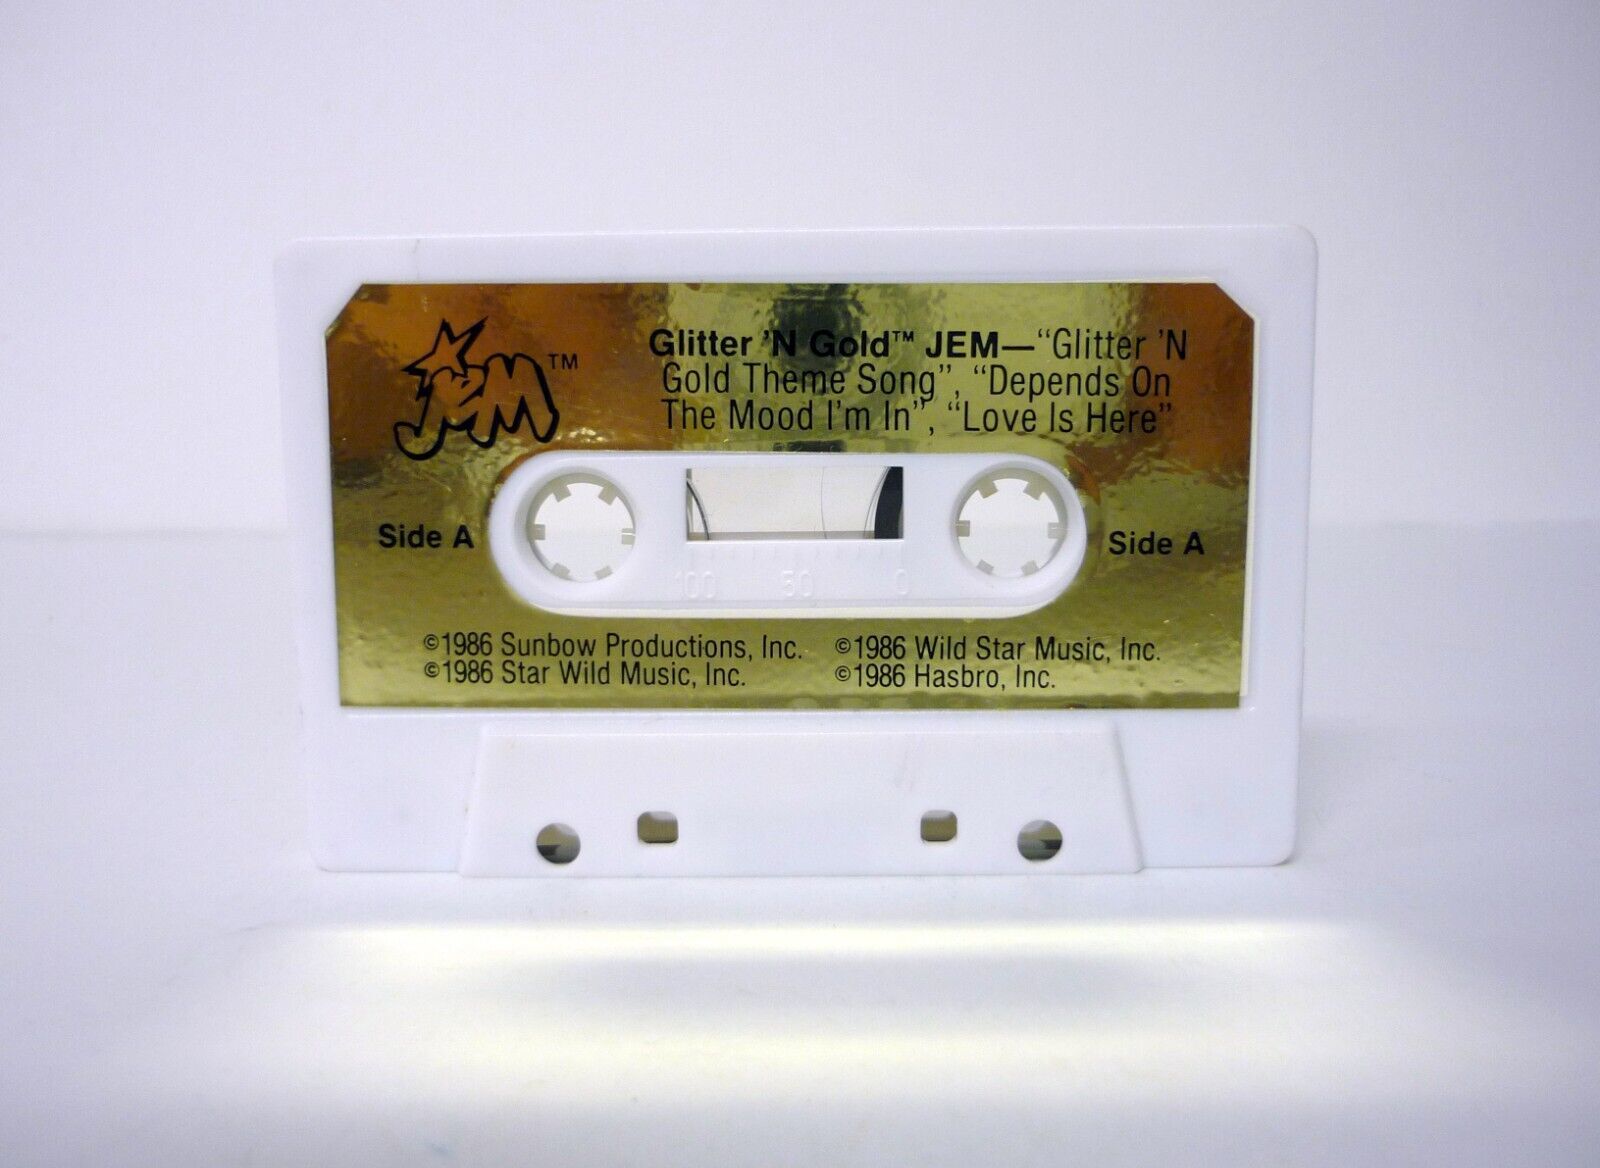 JEM™
Glitter 'N Gold™ JEM—“Glitter 'N
Gold Theme Song”, “Depends On
The Mood I'm In”, “Love Is Here”
Side A
Side A
100 50 0
©1986 Sunbow Productions, Inc. ©1986 Wild Star Music, Inc.
©1986 Star Wild Music, Inc. ©1986 Hasbro, Inc.